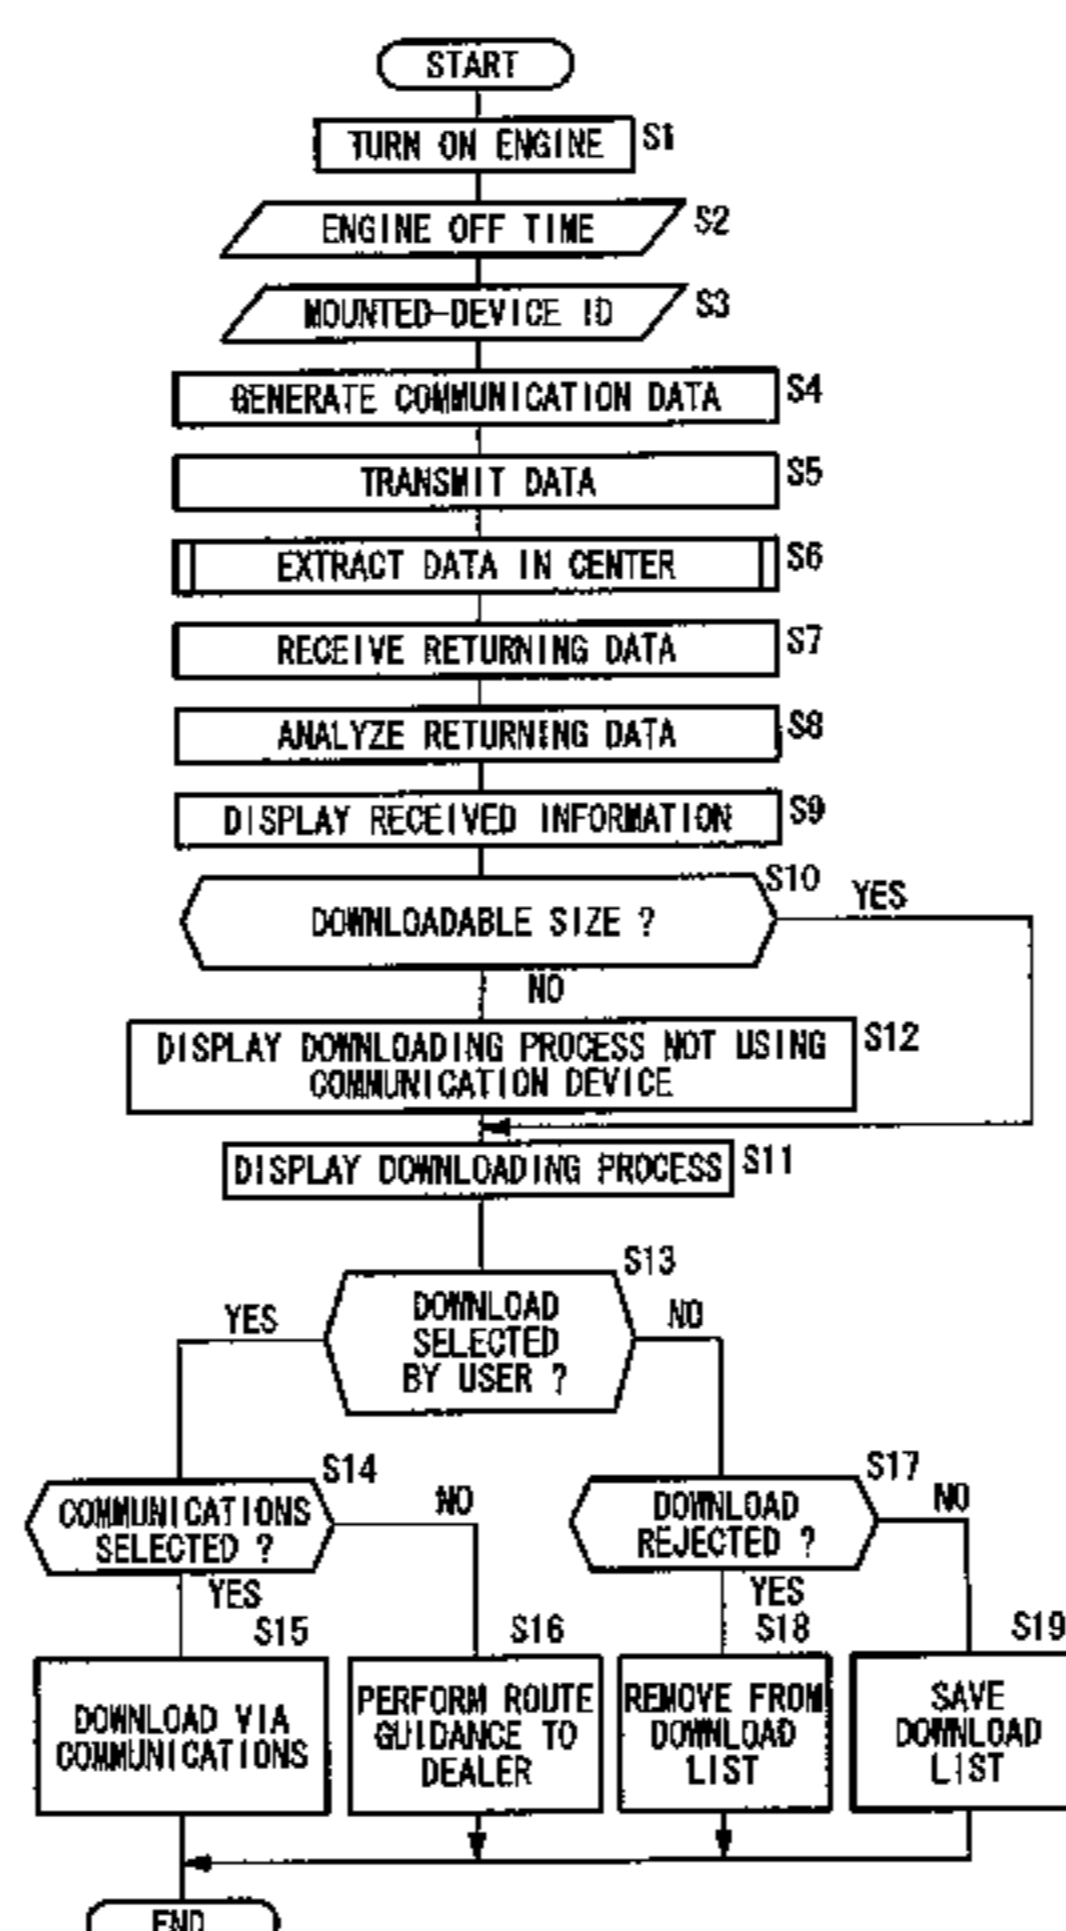 START
TURN ON ENGINE S1
ENGINE OFF TIME S2
MOUNTED-DEVICE ID S3
GENERATE COMMUNICATION DATA S4
TRANSMIT DATA S5
EXTRACT DATA IN CENTER S6
RECEIVE RETURNING DATA S7
ANALYZE RETURNING DATA S8
DISPLAY RECEIVED INFORMATION S9
S10
DOWNLOADABLE SIZE ?
YES
NO
S12
DISPLAY DOWNLOADING PROCESS NOT USING
COMMUNICATION DEVICE
DISPLAY DOWNLOADING PROCESS S11
S13
DOWNLOAD
SELECTED
BY USER ?
YES
NO
S14
COMMUNICATIONS
SELECTED ?
NO
YES
S17
DOWNLOAD
REJECTED ?
NO
YES
S15
DOWNLOAD VIA
COMMUNICATIONS
S16
PERFORM ROUTE
GUIDANCE TO
DEALER
S18
REMOVE FROM
DOWNLOAD
LIST
S19
SAVE
DOWNLOAD
LIST
END